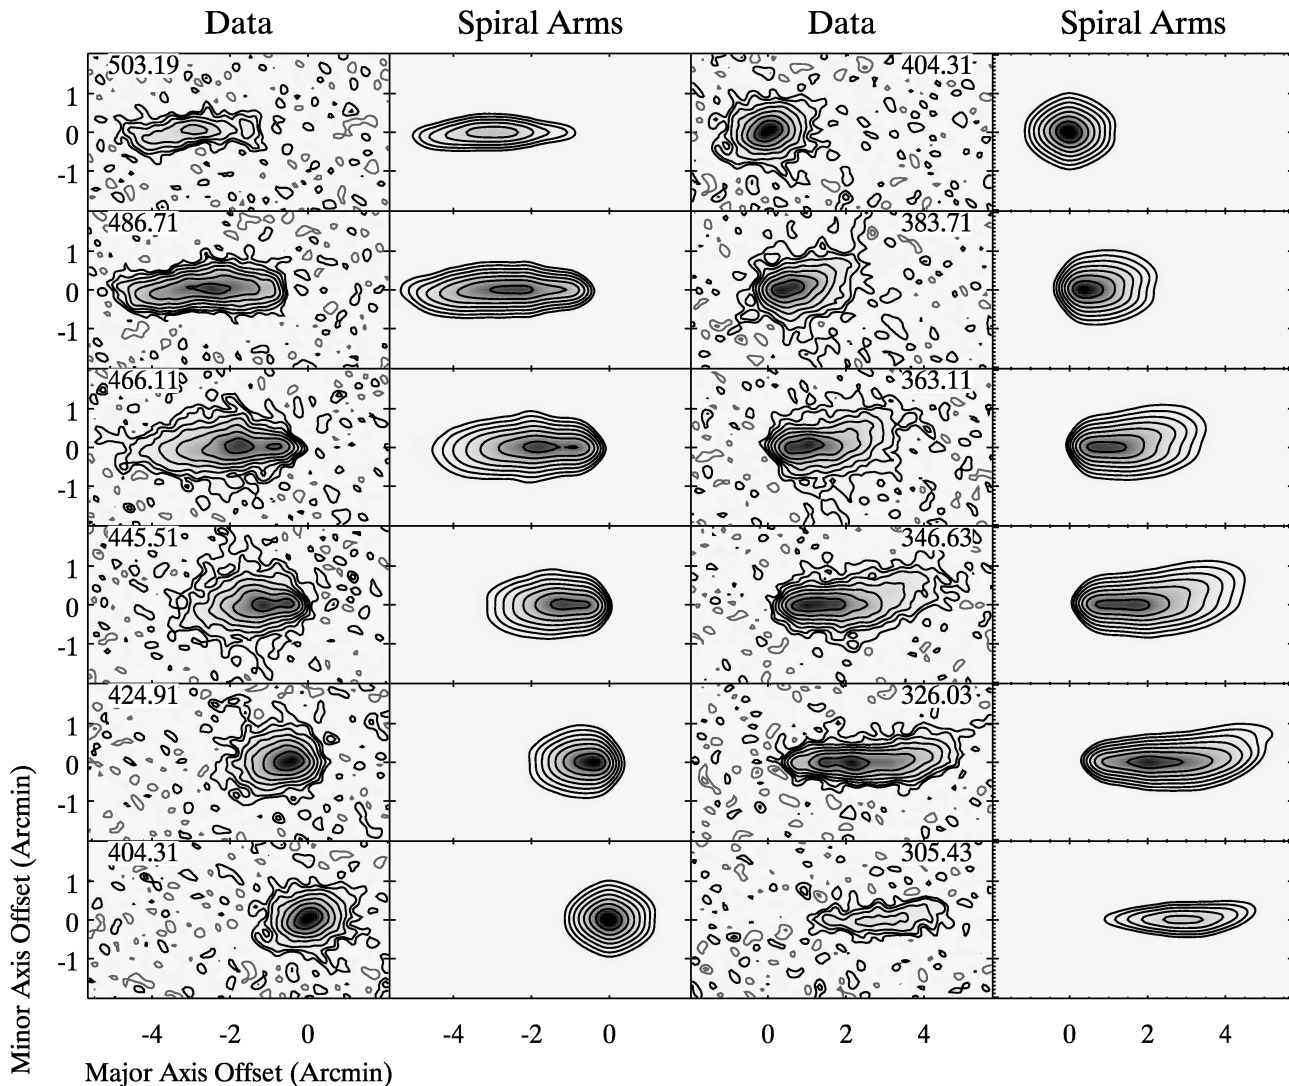 Data Spiral Arms Data Spiral Arms
503.19 404.31
1 0 -1
486.71 383.71
1 0 -1
466.11 363.11
1 0 -1
445.51 346.63
1 0 -1
424.91 326.03
1 0 -1
404.31 305.43
1 0 -1
-4 -2 0 -4 -2 0 0 2 4 0 2 4
Minor Axis Offset (Arcmin)
Major Axis Offset (Arcmin)